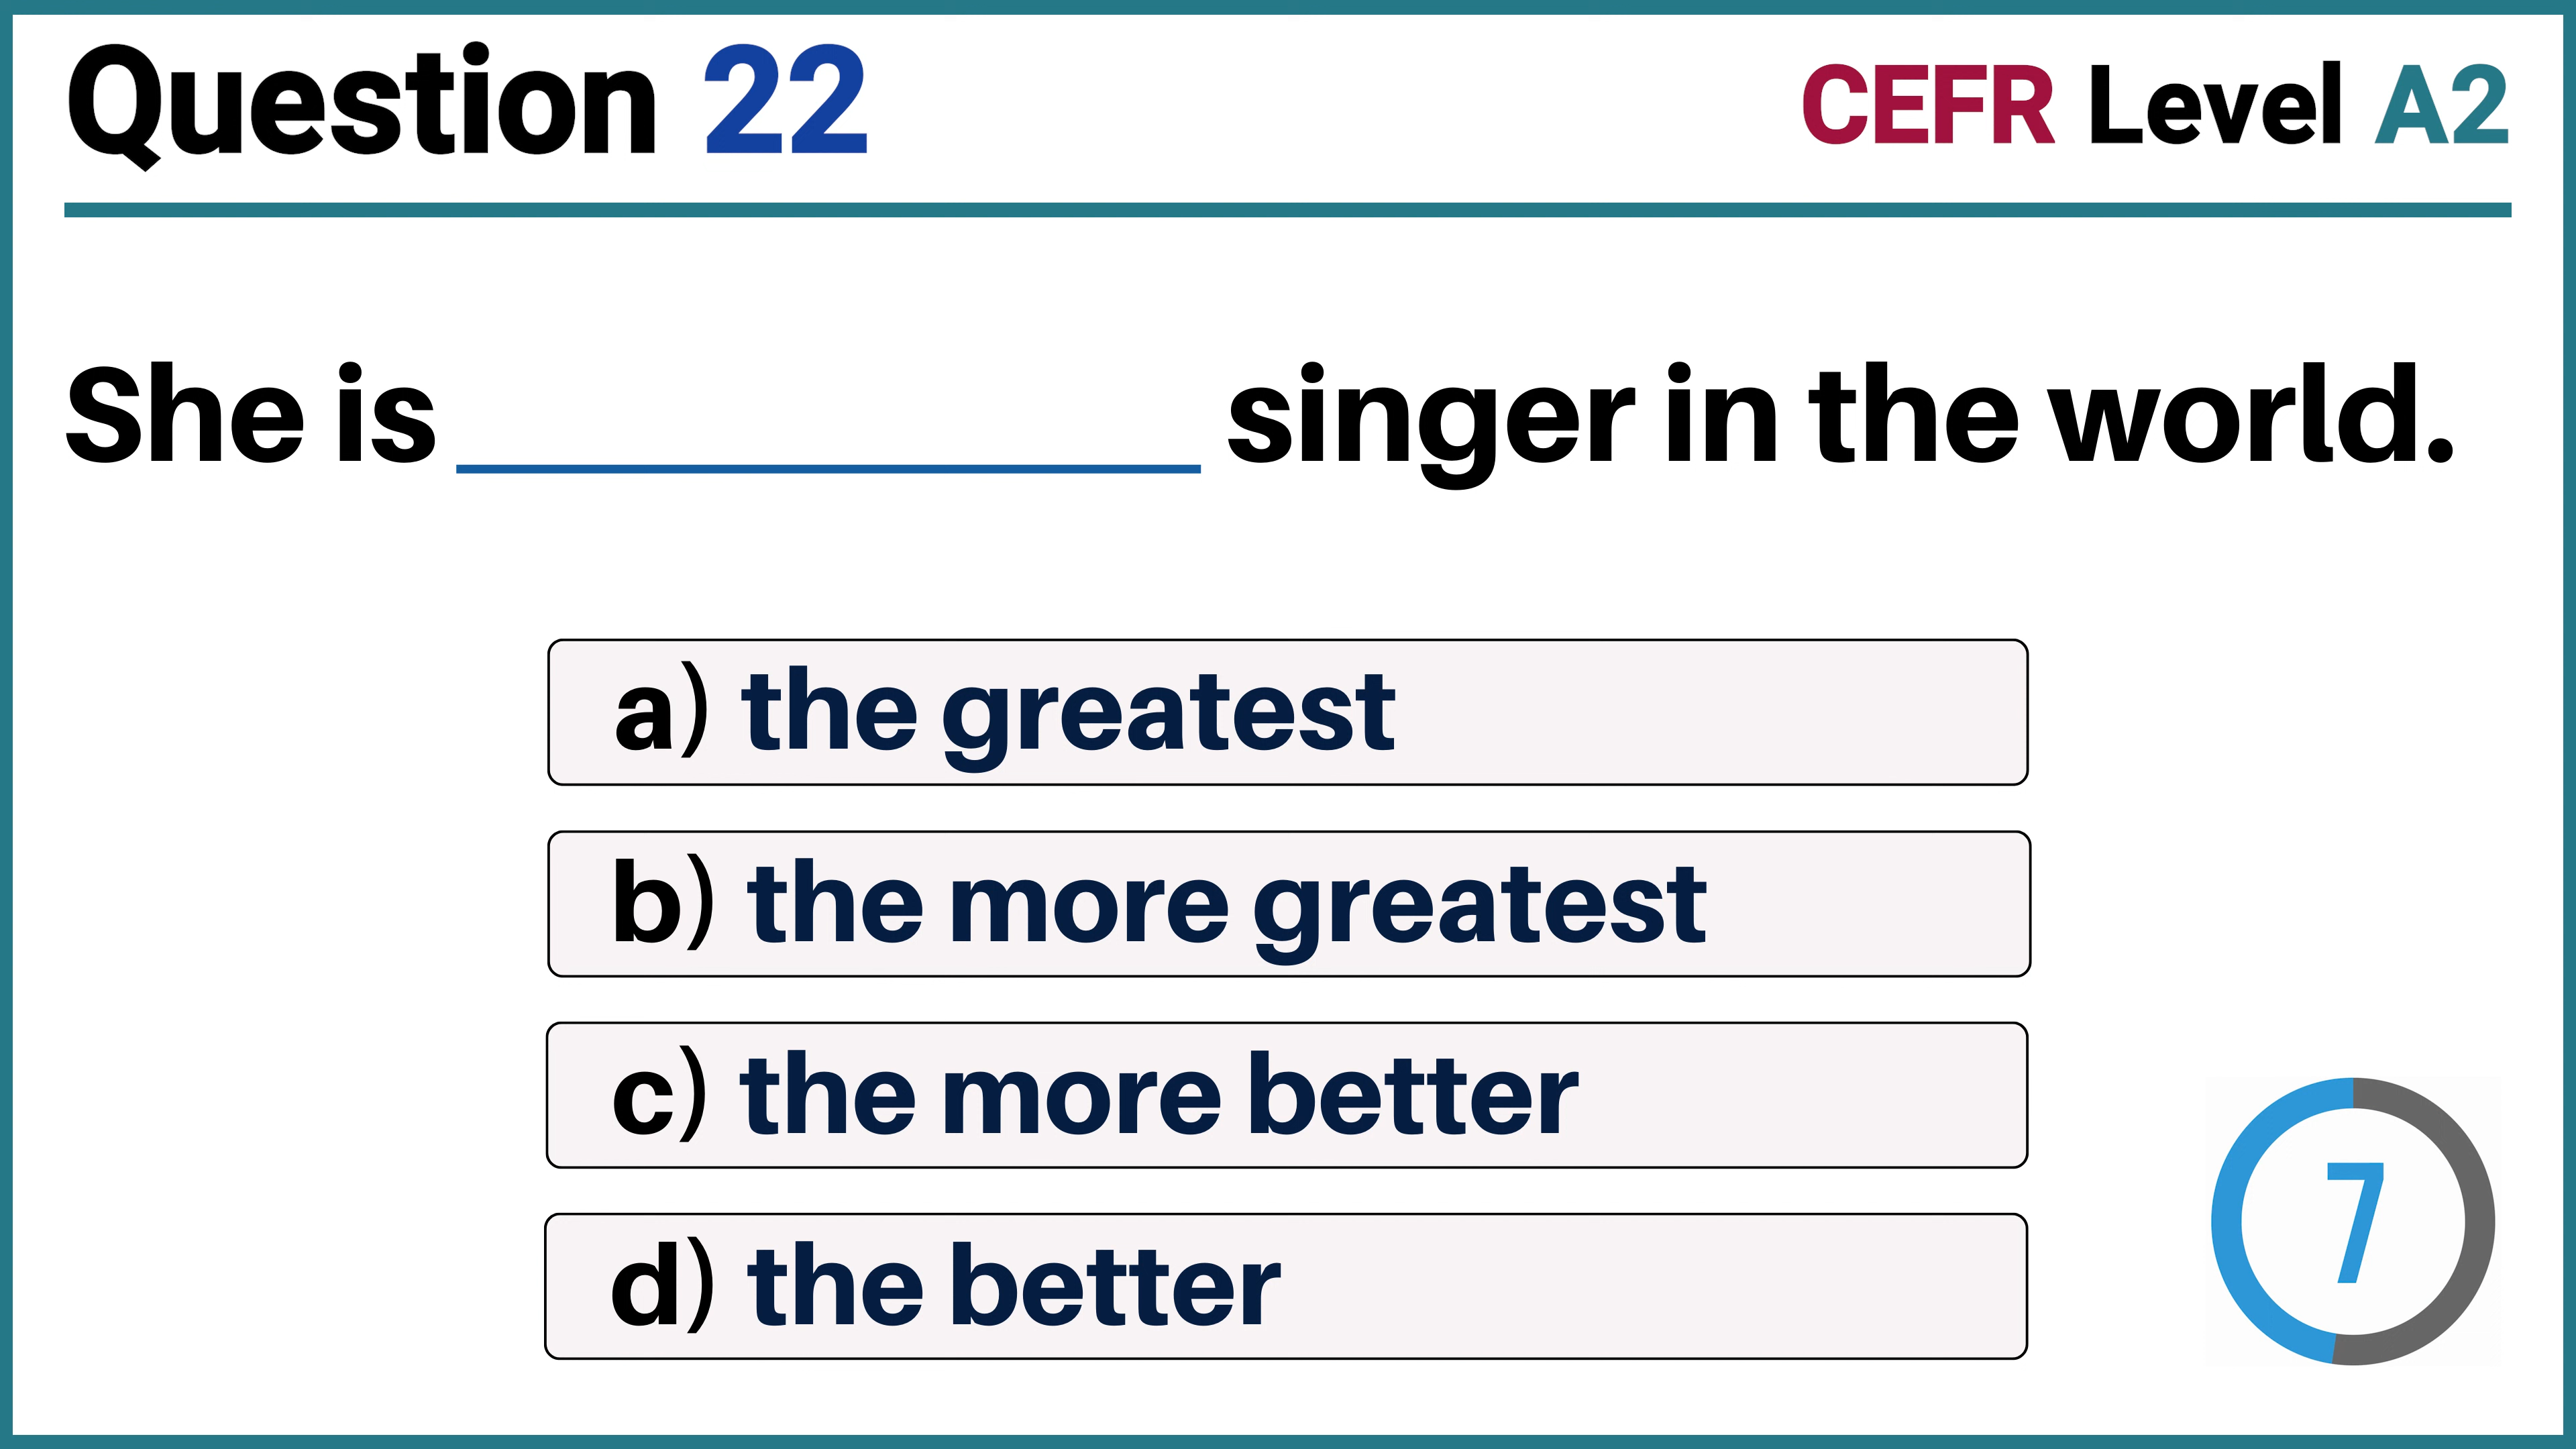 Question 22
CEFR Level A2
She is ____________ singer in the world.
a) the greatest
b) the more greatest
c) the more better
d) the better
7